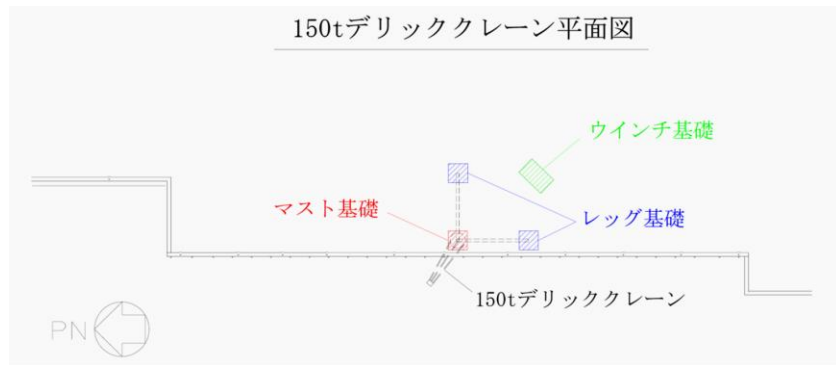 150tデリッククレーン平面図
ウインチ基礎
マスト基礎
レッグ基礎
150tデリッククレーン
PN